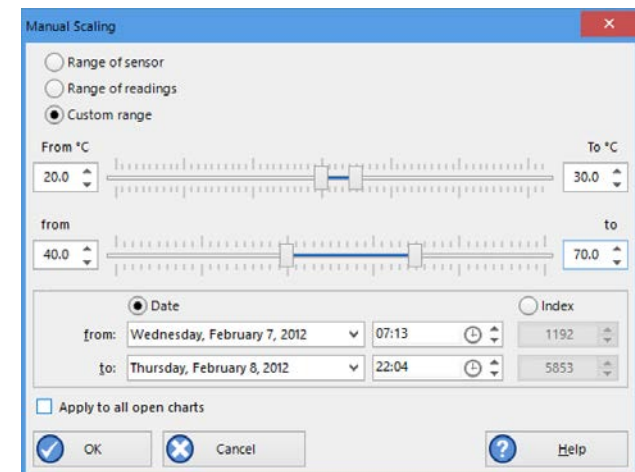 Manual Scaling
Range of sensor
Range of readings
Custom range
From °C To °C
20.0 30.0
from to
40.0 70.0
Date Index
from: Wednesday, February 7, 2012 07:13 1192
to: Thursday, February 8, 2012 22:04 5853
Apply to all open charts
OK Cancel ? Help